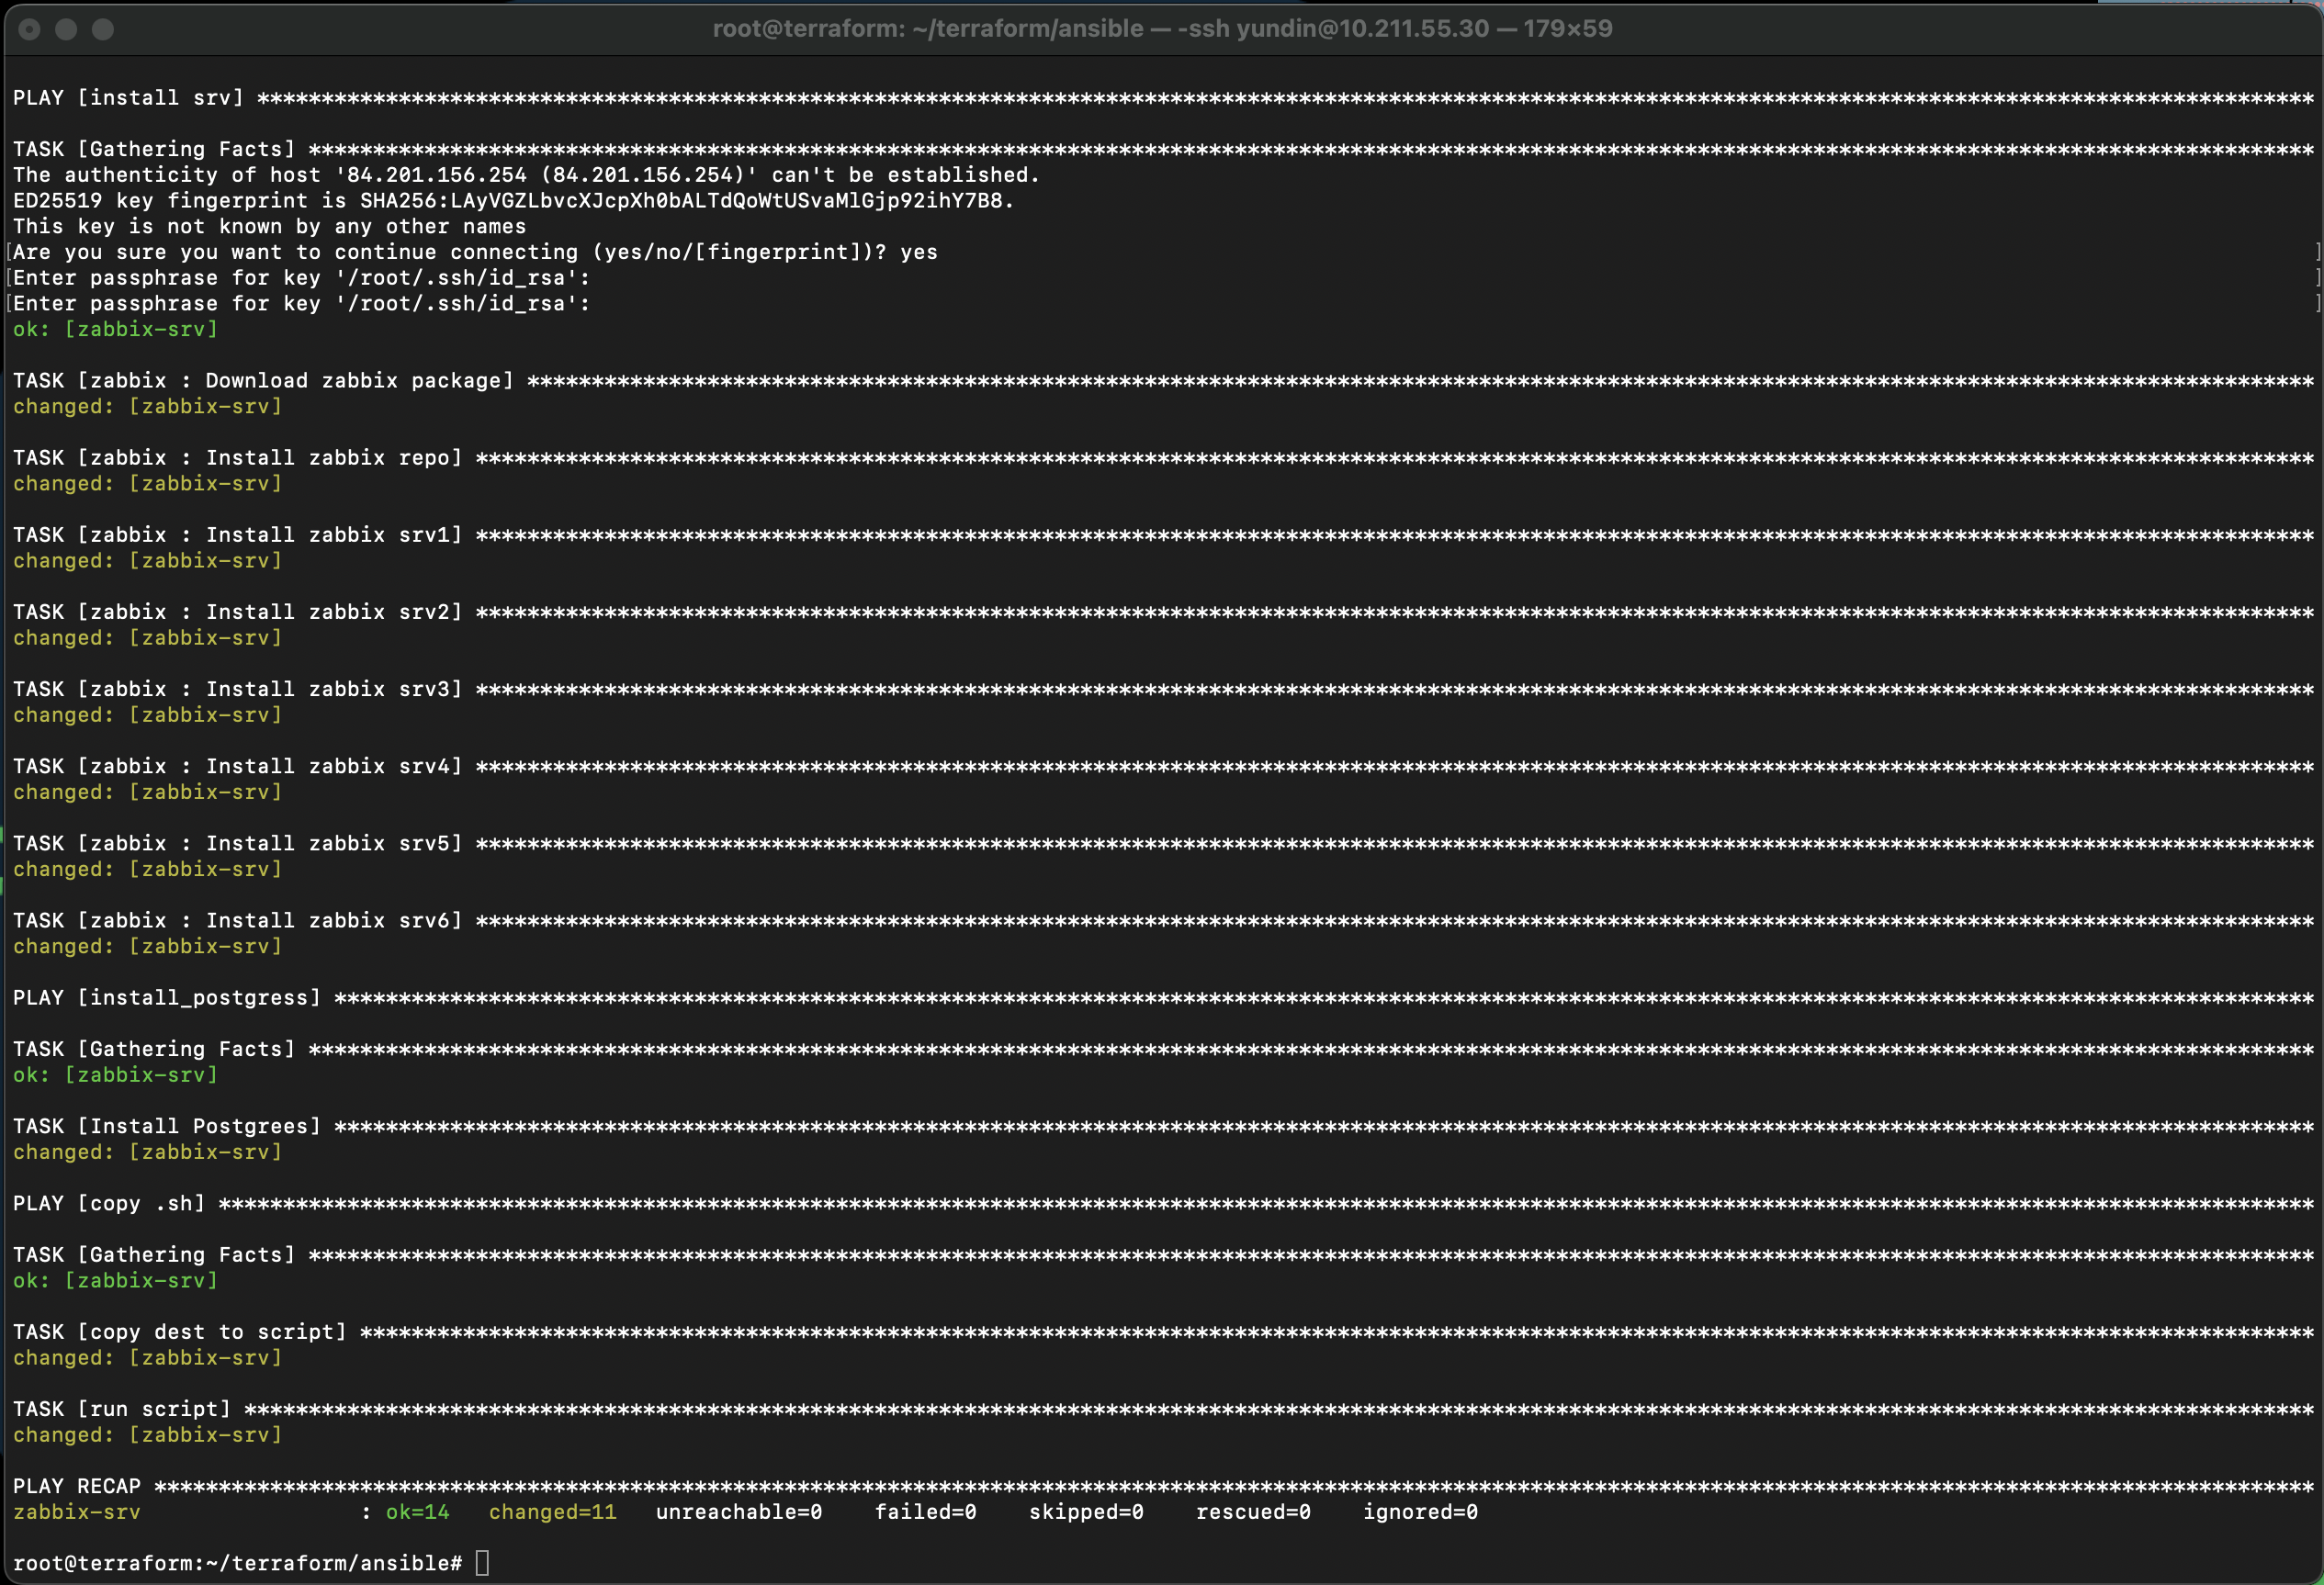 root@terraform: ~/terraform/ansible — -ssh yundin@10.211.55.30 — 179×59
PLAY [install srv] ****************************************************************************************************************************************************************
TASK [Gathering Facts] ************************************************************************************************************************************************************
The authenticity of host '84.201.156.254 (84.201.156.254)' can't be established.
ED25519 key fingerprint is SHA256:LAyVGZLbvcXJcpXh0bALTdQoWtUSvaMlGjp92ihY7B8.
This key is not known by any other names
[Are you sure you want to continue connecting (yes/no/[fingerprint])? yes ]
[Enter passphrase for key '/root/.ssh/id_rsa': ]
[Enter passphrase for key '/root/.ssh/id_rsa': ]
ok: [zabbix-srv]
TASK [zabbix : Download zabbix package] *******************************************************************************************************************************************
changed: [zabbix-srv]
TASK [zabbix : Install zabbix repo] ***********************************************************************************************************************************************
changed: [zabbix-srv]
TASK [zabbix : Install zabbix srv1] ***********************************************************************************************************************************************
changed: [zabbix-srv]
TASK [zabbix : Install zabbix srv2] ***********************************************************************************************************************************************
changed: [zabbix-srv]
TASK [zabbix : Install zabbix srv3] ***********************************************************************************************************************************************
changed: [zabbix-srv]
TASK [zabbix : Install zabbix srv4] ***********************************************************************************************************************************************
changed: [zabbix-srv]
TASK [zabbix : Install zabbix srv5] ***********************************************************************************************************************************************
changed: [zabbix-srv]
TASK [zabbix : Install zabbix srv6] ***********************************************************************************************************************************************
changed: [zabbix-srv]
PLAY [install_postgress] **********************************************************************************************************************************************************
TASK [Gathering Facts] ************************************************************************************************************************************************************
ok: [zabbix-srv]
TASK [Install Postgrees] **********************************************************************************************************************************************************
changed: [zabbix-srv]
PLAY [copy .sh] *******************************************************************************************************************************************************************
TASK [Gathering Facts] ************************************************************************************************************************************************************
ok: [zabbix-srv]
TASK [copy dest to script] ********************************************************************************************************************************************************
changed: [zabbix-srv]
TASK [run script] *****************************************************************************************************************************************************************
changed: [zabbix-srv]
PLAY RECAP ************************************************************************************************************************************************************************
zabbix-srv : ok=14 changed=11 unreachable=0 failed=0 skipped=0 rescued=0 ignored=0
root@terraform:~/terraform/ansible#